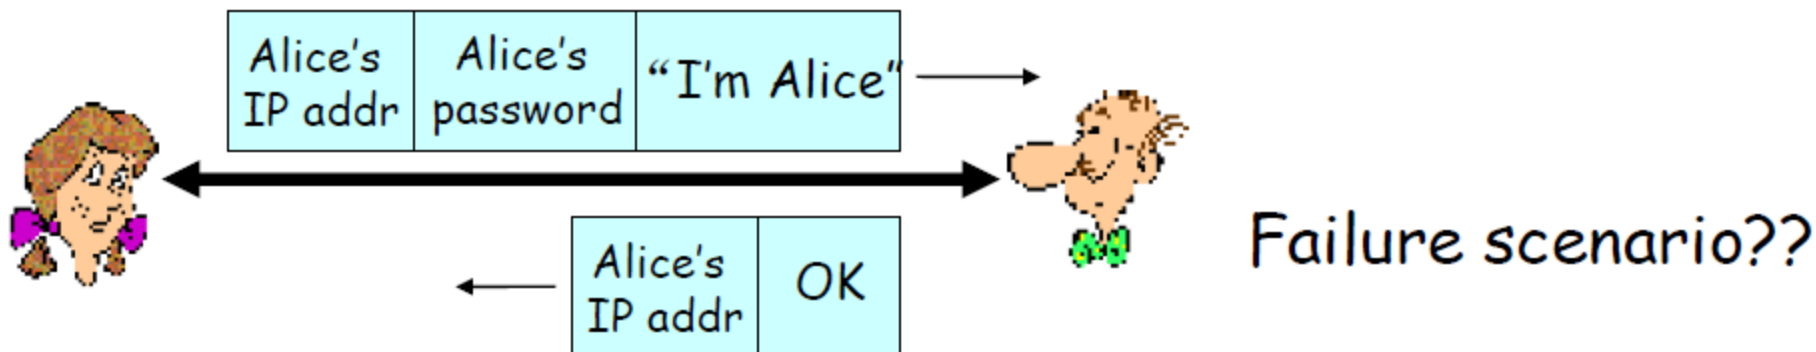 Alice's
IP addr
Alice's
password
“I'm Alice”
Alice's
IP addr
OK
Failure scenario??